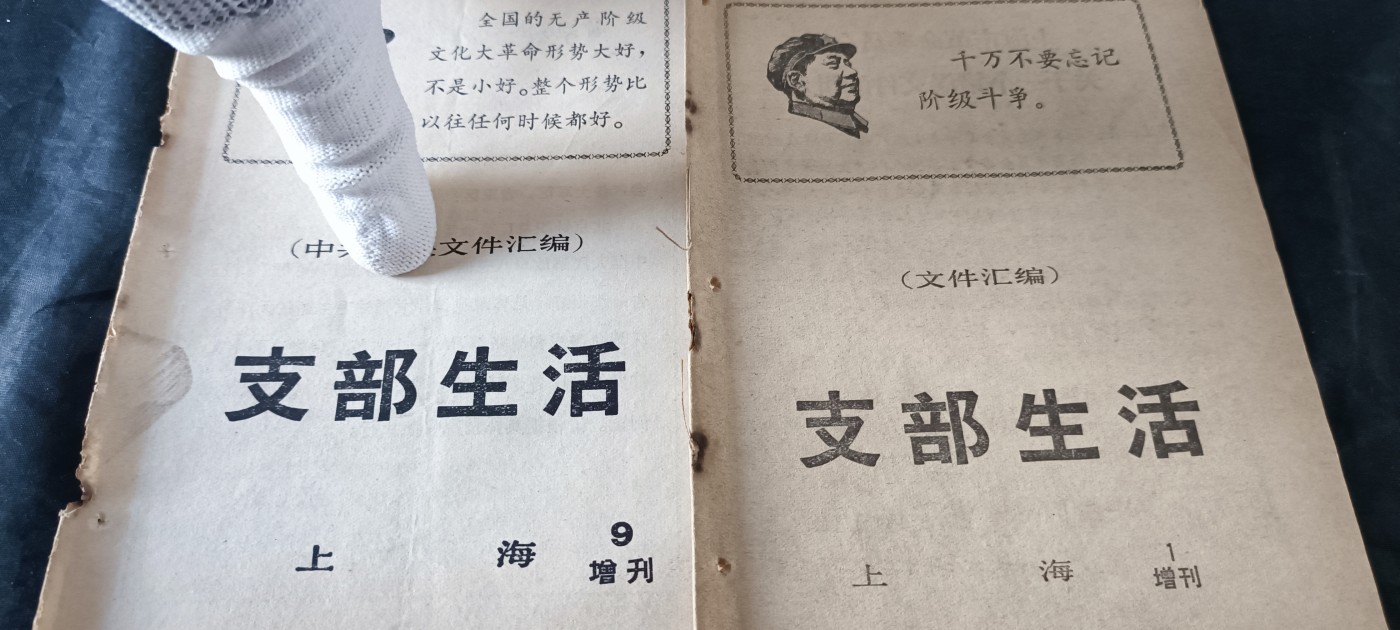 全国的无产阶级
文化大革命形势大好，
不是小好。整个形势比
以往任何时候都好。
（中共 文件汇编）
支部生活
上 海
9
增刊
千万不要忘记
阶级斗争。
（文件汇编）
支部生活
上 海
1
增刊